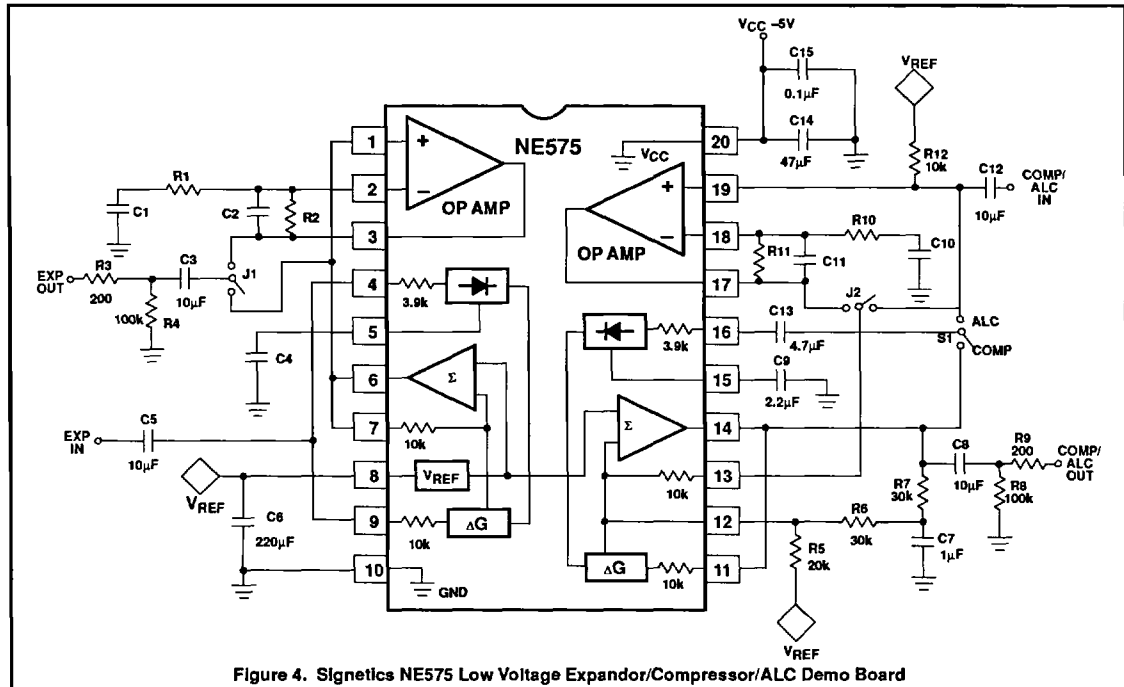 VCC –5V
C15
0.1µF
C14
47µF
VREF
R12
10k
C12
10µF
COMP/
ALC
IN
NE575
VCC
1
2
3
4
5
6
7
8
9
10
20
19
18
17
16
15
14
13
12
11
+
–
OP AMP
+
–
OP AMP
R1
C1
C2
R2
EXP
OUT
R3
200
C3
10µF
J1
100k
R4
3.9k
C4
Σ
10k
EXP
IN
C5
10µF
VREF
VREF
C6
220µF
10k
ΔG
GND
R10
R11
C11
C10
J2
C13
4.7µF
ALC
S1
COMP
3.9k
C9
2.2µF
Σ
10k
ΔG
10k
C8
10µF
R9
200
COMP/
ALC
OUT
R8
100k
R7
30k
R6
30k
C7
1µF
R5
20k
VREF
Figure 4. Signetics NE575 Low Voltage Expandor/Compressor/ALC Demo Board